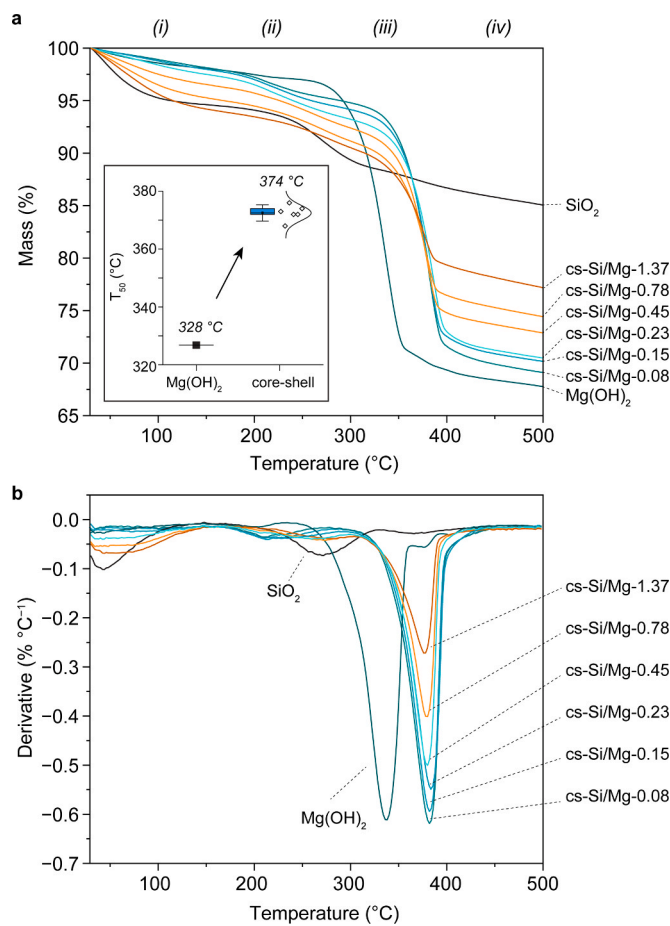 a
(i) (ii) (iii) (iv)
100
95
90
85
80
75
70
65
Mass (%)
100 200 300 400 500
Temperature (°C)
SiO₂
cs-Si/Mg-1.37
cs-Si/Mg-0.78
cs-Si/Mg-0.45
cs-Si/Mg-0.23
cs-Si/Mg-0.15
cs-Si/Mg-0.08
Mg(OH)₂
380
360
340
320
T₅₀ (°C)
374 °C
328 °C
Mg(OH)₂ core-shell
b
0.0
−0.1
−0.2
−0.3
−0.4
−0.5
−0.6
−0.7
Derivative (% °C⁻¹)
100 200 300 400 500
Temperature (°C)
SiO₂
Mg(OH)₂
cs-Si/Mg-1.37
cs-Si/Mg-0.78
cs-Si/Mg-0.45
cs-Si/Mg-0.23
cs-Si/Mg-0.15
cs-Si/Mg-0.08